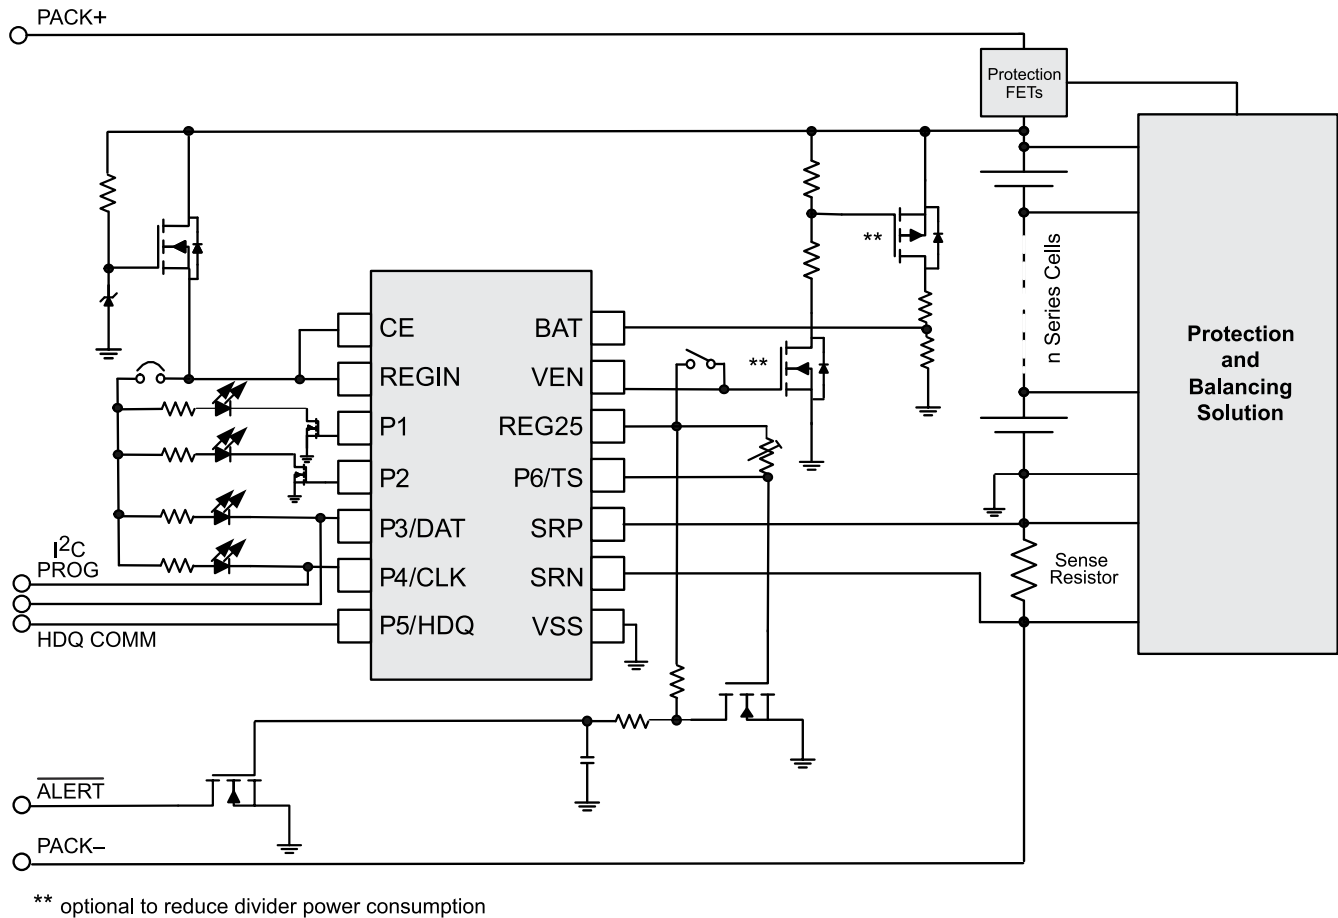 PACK+
Protection
FETs
**
n Series Cells
Protection
and
Balancing
Solution
CE
BAT
REGIN
VEN
**
P1
REG25
P2
P6/TS
P3/DAT
SRP
I²C
PROG
P4/CLK
SRN
Sense
Resistor
P5/HDQ
VSS
HDQ COMM
ALERT
PACK–
** optional to reduce divider power consumption